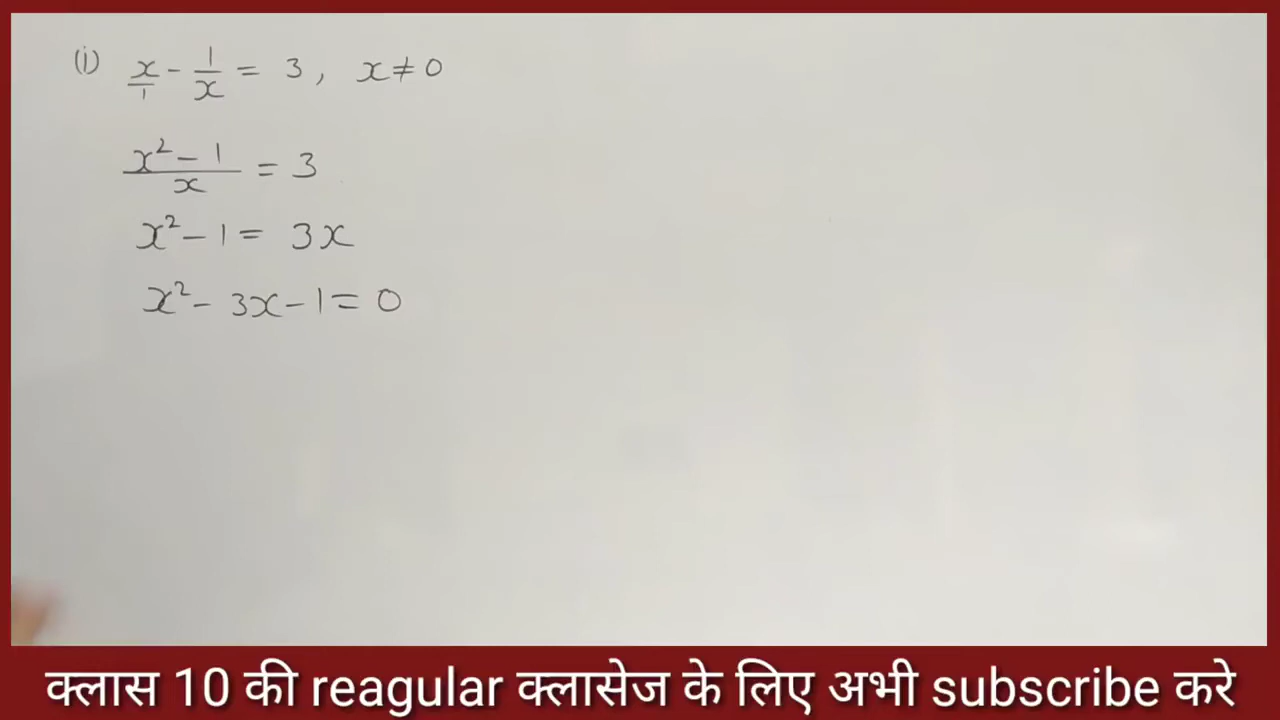 (i) x/1 - 1/x = 3, x ≠ 0
x² - 1 / x = 3
x² - 1 = 3x
x² - 3x - 1 = 0
क्लास 10 की reagular क्लासेज के लिए अभी subscribe करे